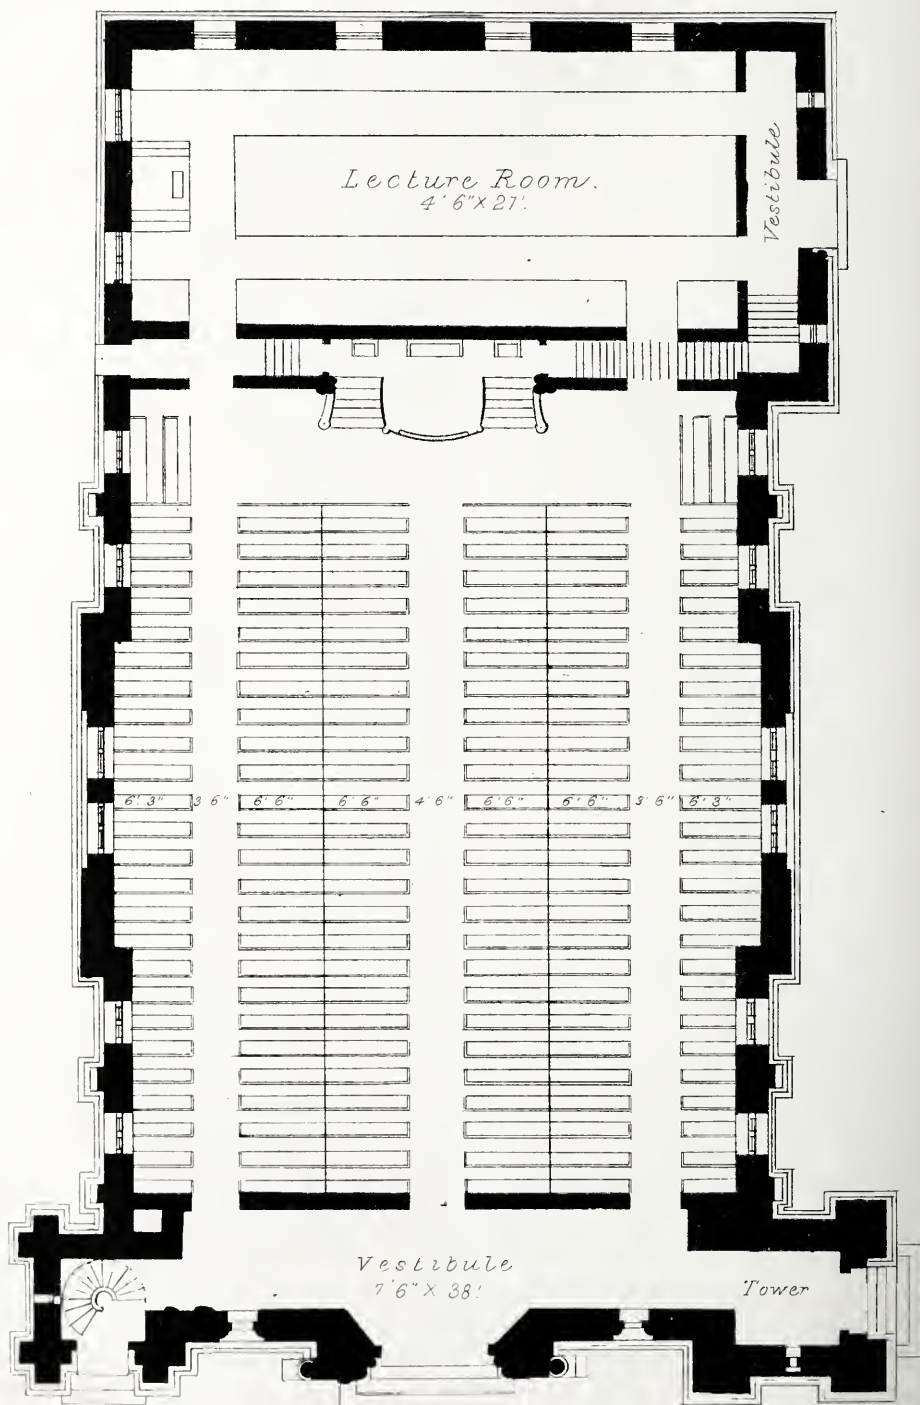 Lecture Room.
4' 6" X 27'.
Vestibule
6' 3" 3' 6" 6' 6" 6' 6" 4' 6" 6' 6" 6' 6" 3' 6" 6' 3"
Vestibule
7' 6" X 38'.
Tower